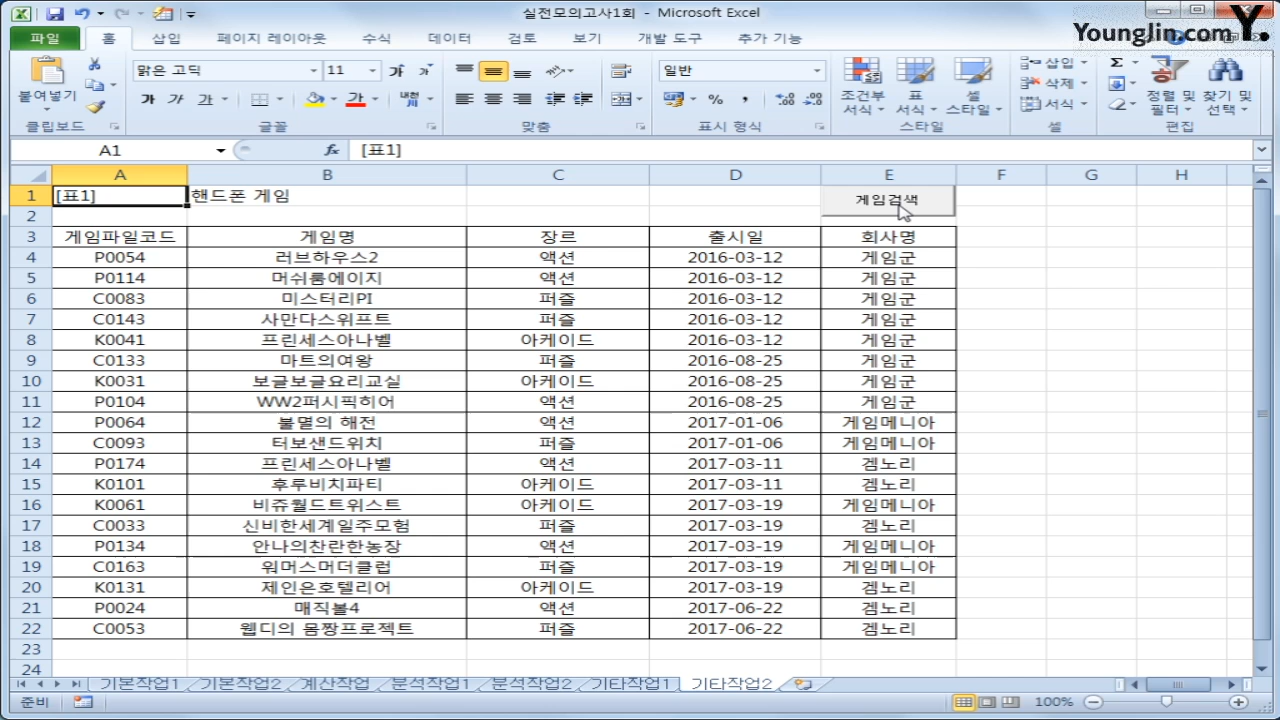 실전모의고사1회 - Microsoft Excel
Younglin.com Y.
파일 홈 삽입 페이지 레이아웃 수식 데이터 검토 보기 개발 도구 추가 기능
붙여넣기
맑은 고딕 11
가 가 가 가
일반
조건부 서식 표 서식 셀 스타일
삽입
삭제
서식
정렬 및 필터 찾기 및 선택
클립보드 글꼴 맞춤 표시 형식 스타일 셀 편집
A1 fx [표1]
A B C D E F G H
1 [표1] 핸드폰 게임 게임검색
2
3 게임파일코드 게임명 장르 출시일 회사명
4 P0054 러브하우스2 액션 2016-03-12 게임군
5 P0114 머쉬룸에이지 액션 2016-03-12 게임군
6 C0083 미스터리PI 퍼즐 2016-03-12 게임군
7 C0143 사만다스위프트 퍼즐 2016-03-12 게임군
8 K0041 프린세스아나벨 아케이드 2016-03-12 게임군
9 C0133 마트의여왕 퍼즐 2016-08-25 게임군
10 K0031 보글보글요리교실 아케이드 2016-08-25 게임군
11 P0104 WW2퍼시픽히어 액션 2016-08-25 게임군
12 P0064 불멸의 해전 액션 2017-01-06 게임메니아
13 C0093 터보샌드위치 퍼즐 2017-01-06 게임메니아
14 P0174 프린세스아나벨 액션 2017-03-11 겜노리
15 K0101 후루비치파티 아케이드 2017-03-11 겜노리
16 K0061 비쥬월드트위스트 아케이드 2017-03-19 게임메니아
17 C0033 신비한세계일주모험 퍼즐 2017-03-19 겜노리
18 P0134 안나의찬란한농장 액션 2017-03-19 게임메니아
19 C0163 워머스머더클럽 퍼즐 2017-03-19 게임메니아
20 K0131 제인은호텔리어 아케이드 2017-03-19 겜노리
21 P0024 매직볼4 액션 2017-06-22 겜노리
22 C0053 웹디의 몸짱프로젝트 퍼즐 2017-06-22 겜노리
23
24
기본작업1 기본작업2 계산작업 분석작업1 분석작업2 기타작업1 기타작업2
준비 100%